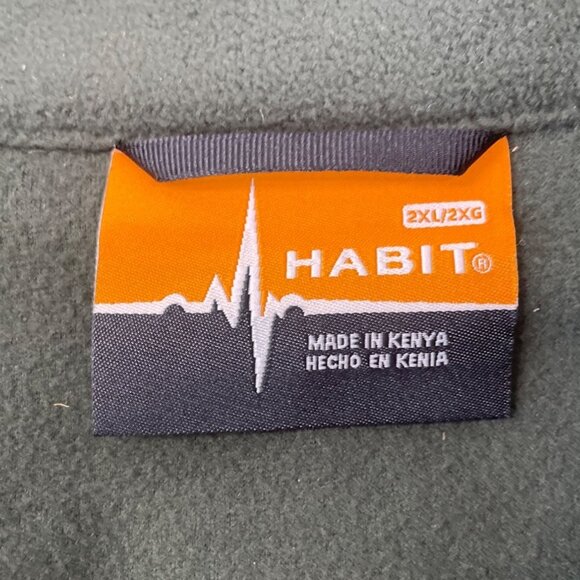 2XL/2XG
HABIT®
MADE IN KENYA
HECHO EN KENIA